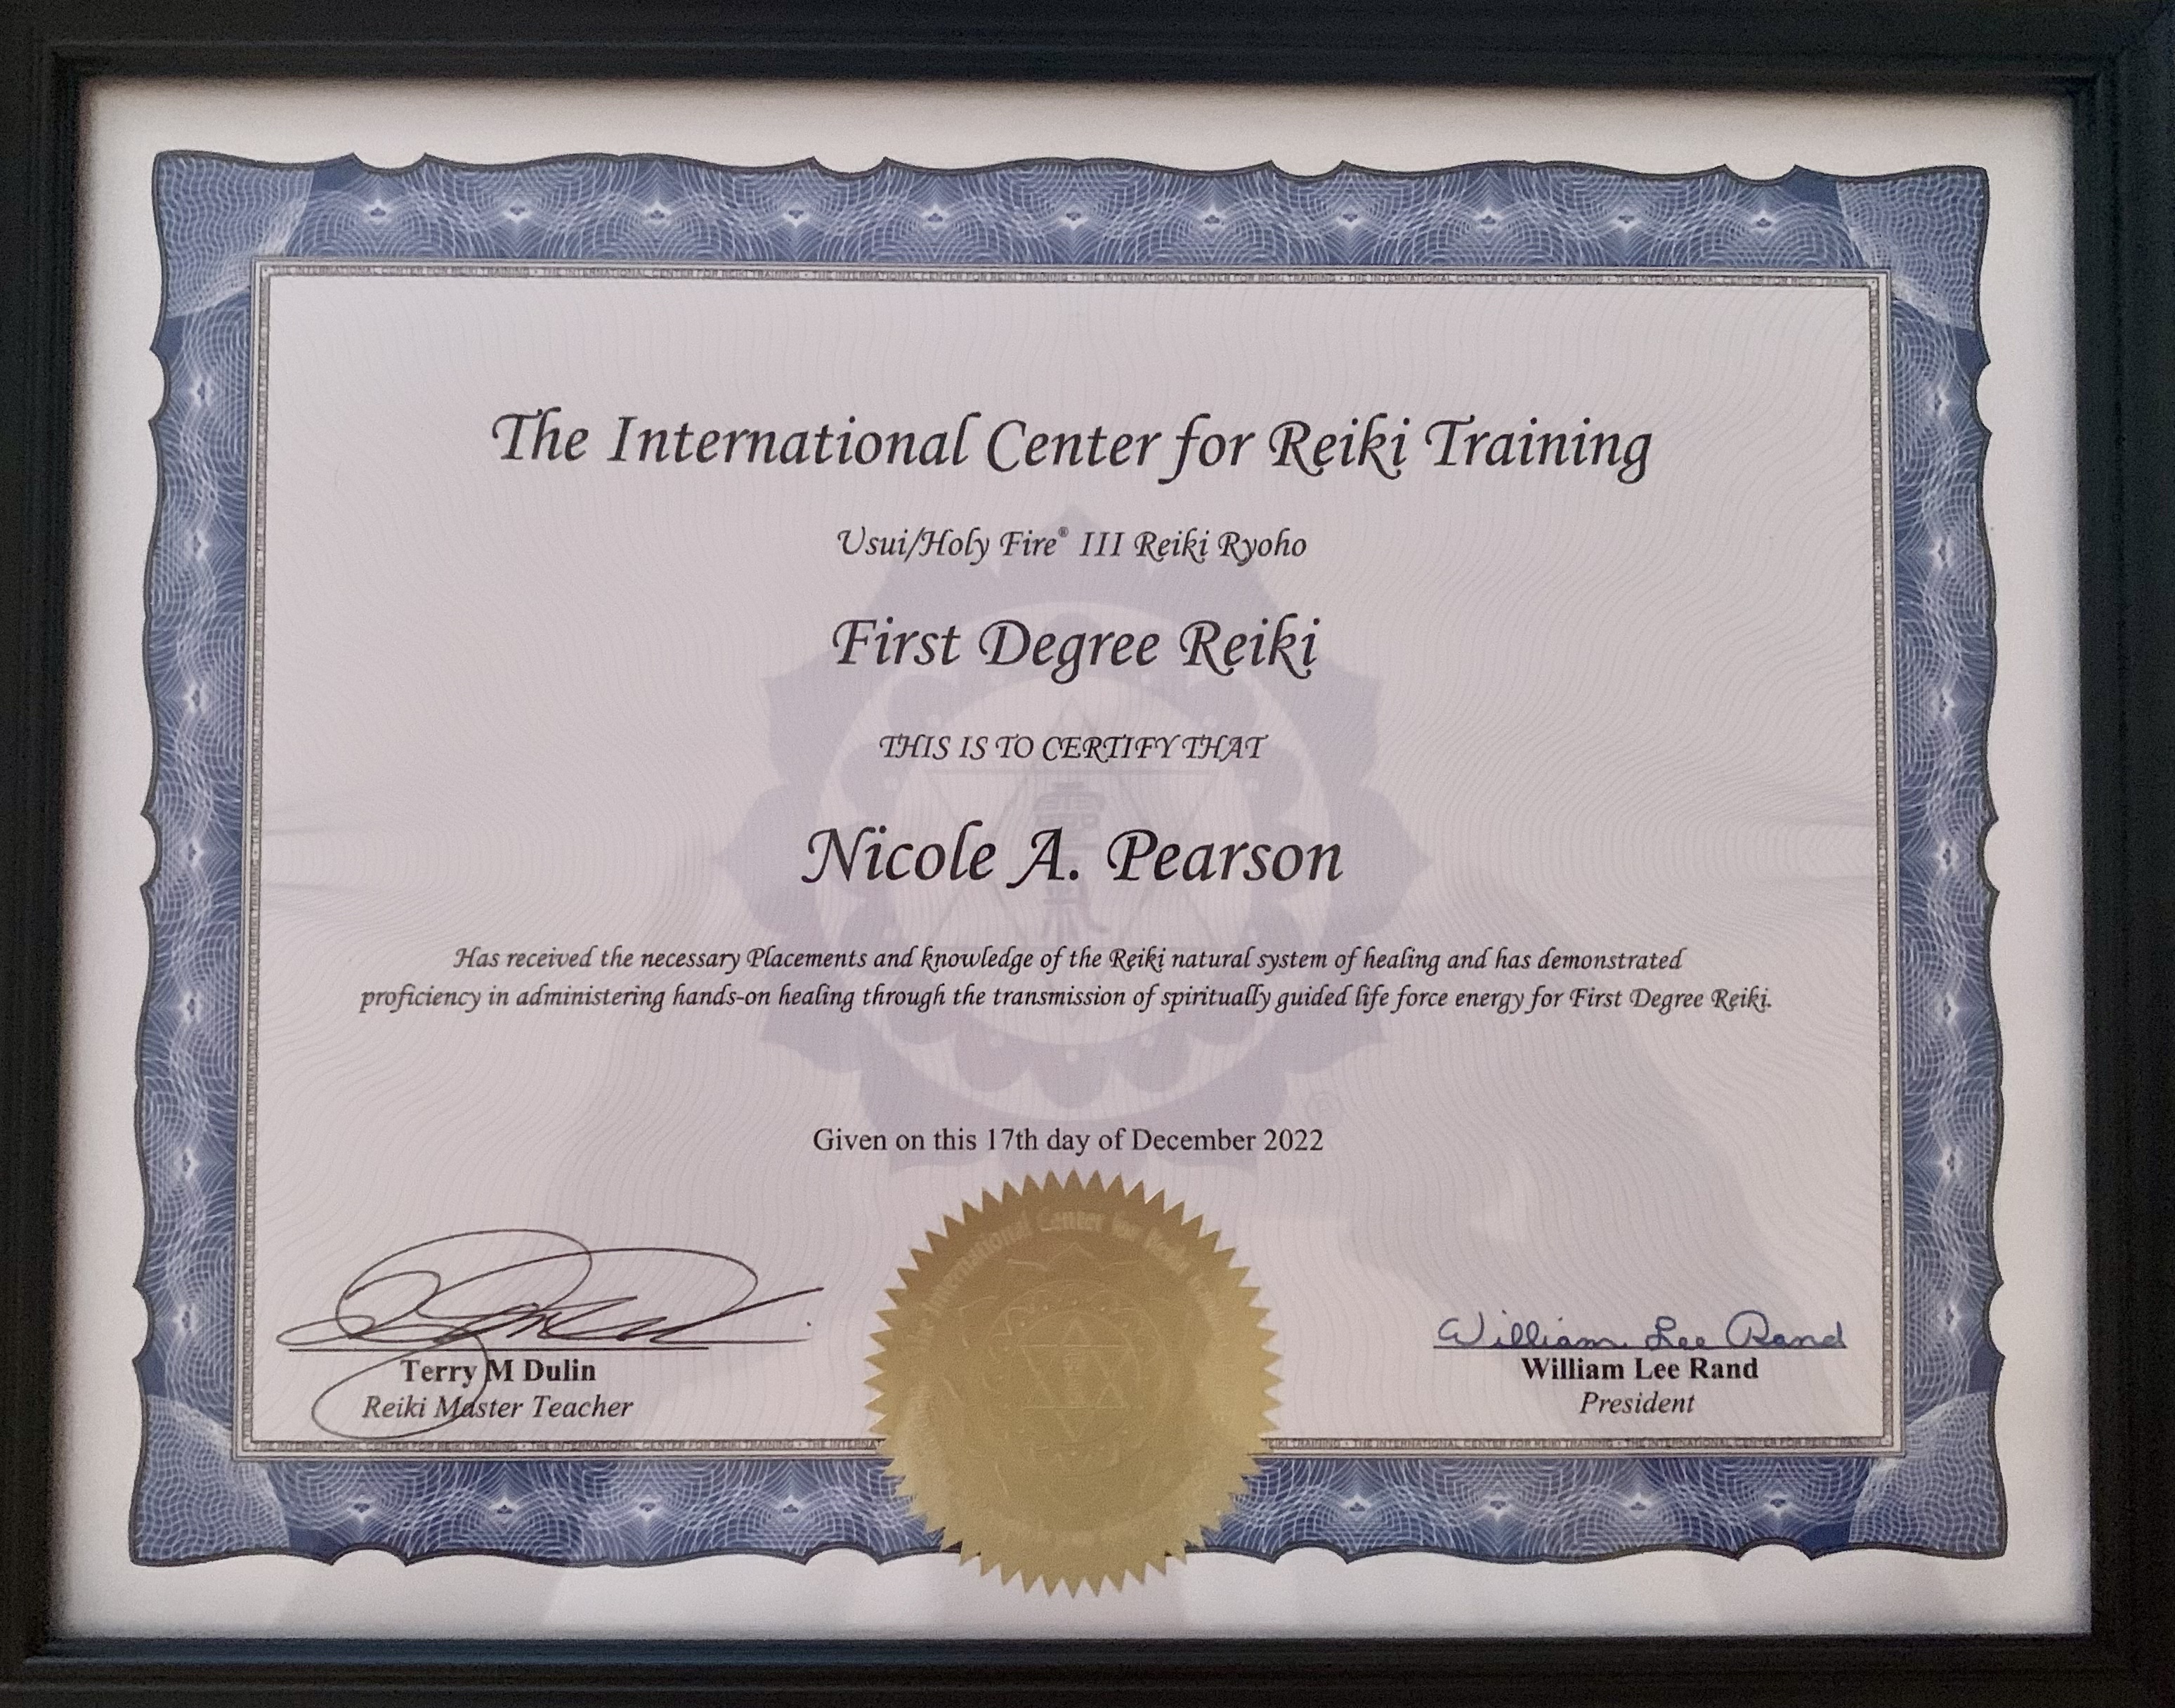 The International Center for Reiki Training
Usui/Holy Fire® III Reiki Ryoho
First Degree Reiki
THIS IS TO CERTIFY THAT
Nicole A. Pearson
Has received the necessary Placements and knowledge of the Reiki natural system of healing and has demonstrated
proficiency in administering hands-on healing through the transmission of spiritually guided life force energy for First Degree Reiki.
Given on this 17th day of December 2022
William Lee Rand
Terry M Dulin
William Lee Rand
Reiki Master Teacher
President